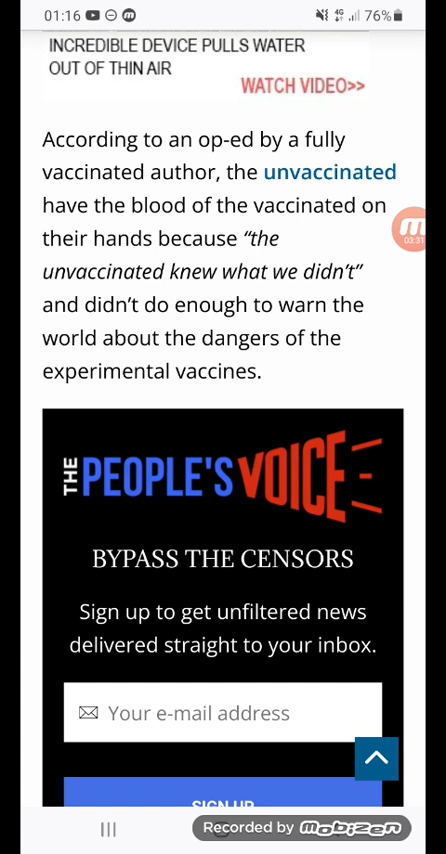 01:16 76%
INCREDIBLE DEVICE PULLS WATER
OUT OF THIN AIR
WATCH VIDEO>>
According to an op-ed by a fully
vaccinated author, the unvaccinated
have the blood of the vaccinated on
their hands because “the
unvaccinated knew what we didn’t”
and didn’t do enough to warn the
world about the dangers of the
experimental vaccines.
03:31
THE PEOPLE'S VOICE
BYPASS THE CENSORS
Sign up to get unfiltered news
delivered straight to your inbox.
Your e-mail address
SIGN UP
Recorded by mobizen